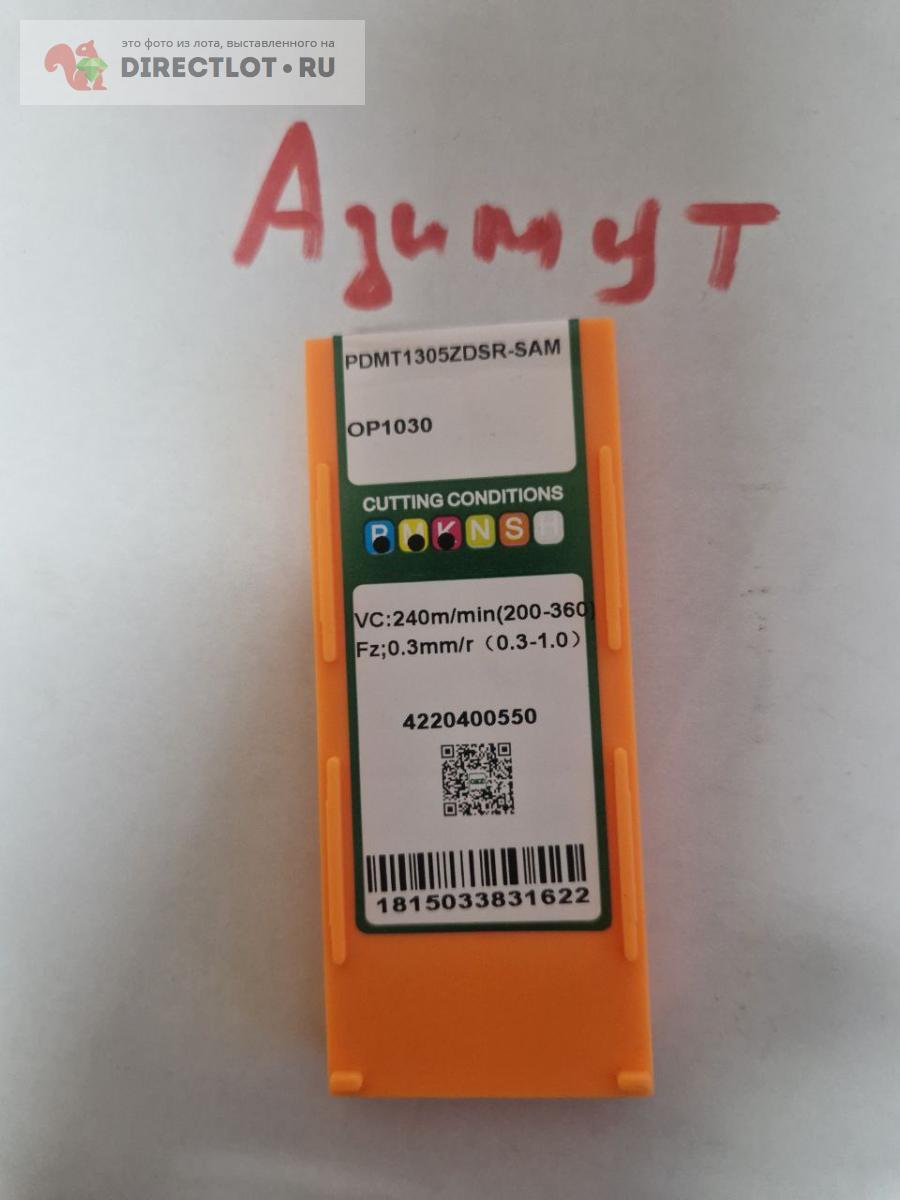 это фото из лота, выставленного на
DIRECTLOT•RU
Азимут
PDMT1305ZDSR-SAM
OP1030
CUTTING CONDITIONS
P M K N S H
VC:240m/min(200-360)
Fz;0.3mm/r（0.3-1.0）
4220400550
1815033831622